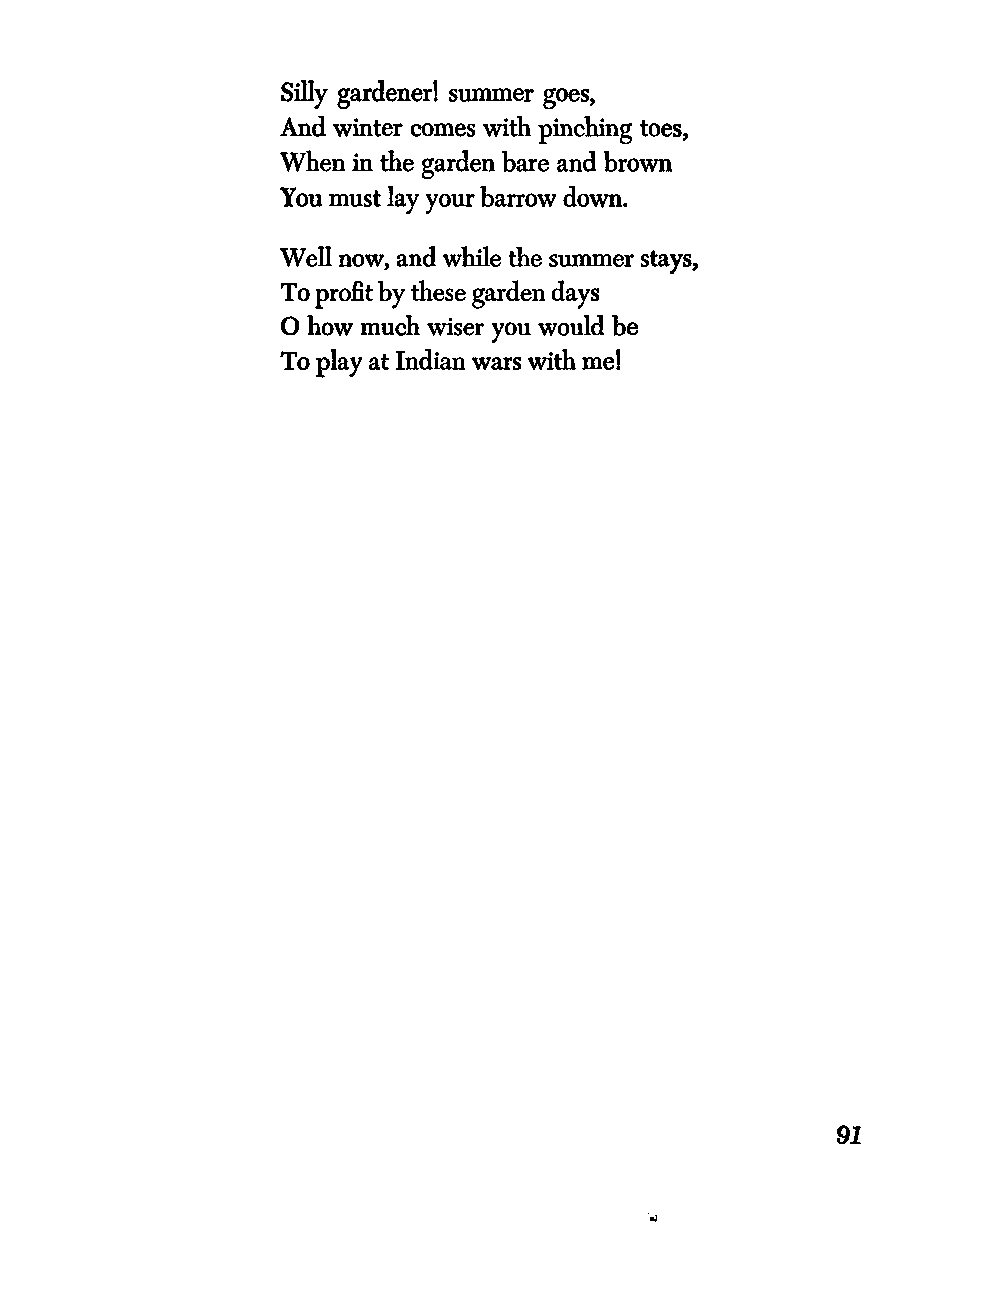 Silly gardener! summer goes,
And winter comes with pinching toes,
When in the garden bare and brown
You must lay your barrow down.

Well now, and while the summer stays,
To profit by these garden days
O how much wiser you would be
To play at Indian wars with me!

91